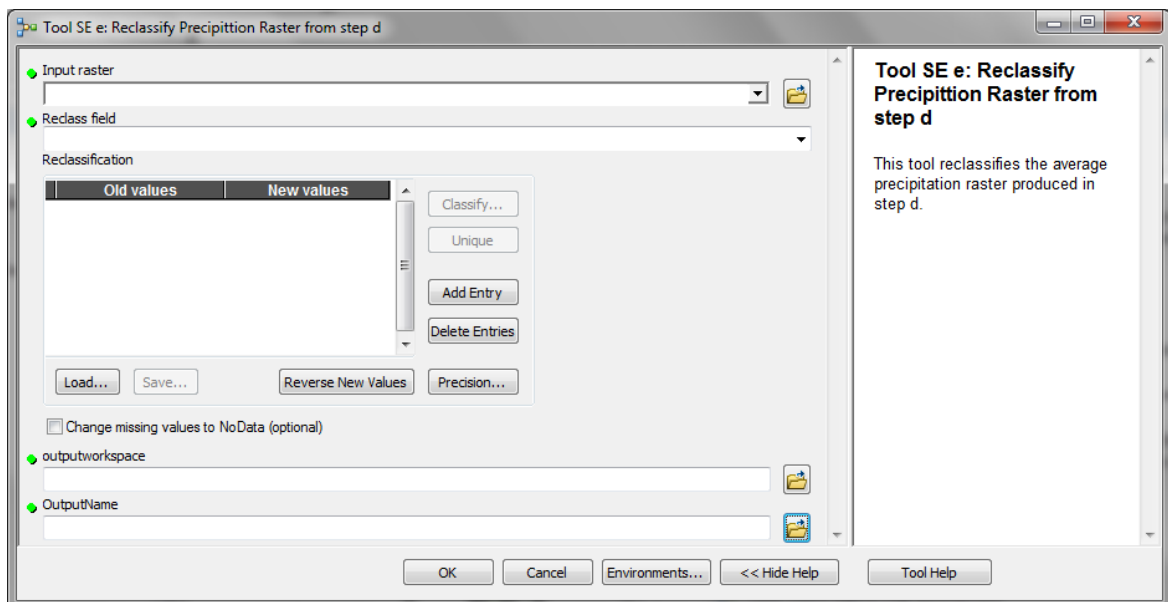 Tool SE e: Reclassify Precipittion Raster from step d
Input raster
Reclass field
Reclassification
Old values New values
Classify...
Unique
Add Entry
Delete Entries
Load... Save... Reverse New Values Precision...
Change missing values to NoData (optional)
outputworkspace
OutputName
OK Cancel Environments... << Hide Help Tool Help
Tool SE e: Reclassify
Precipittion Raster from
step d
This tool reclassifies the average
precipitation raster produced in
step d.